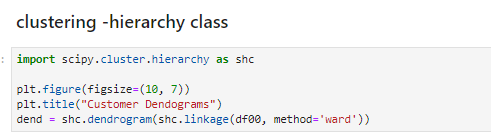 clustering -hierarchy class
: import scipy.cluster.hierarchy as shc
plt.figure(figsize=(10, 7))
plt.title("Customer Dendograms")
dend = shc.dendrogram(shc.linkage(df00, method='ward'))